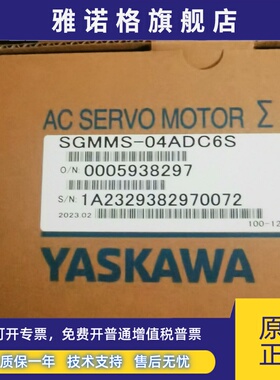 雅诺格旗舰店
AC SERVO MOTOR Σ
SGMMS-04ADC6S
O/N: 0005938297
S/N: 1A2329382970072
2023.02
100-12
YASKAWA
可打开专票,免费开普通增值税发票
质保一年 技术支持 售后无忧
原
正